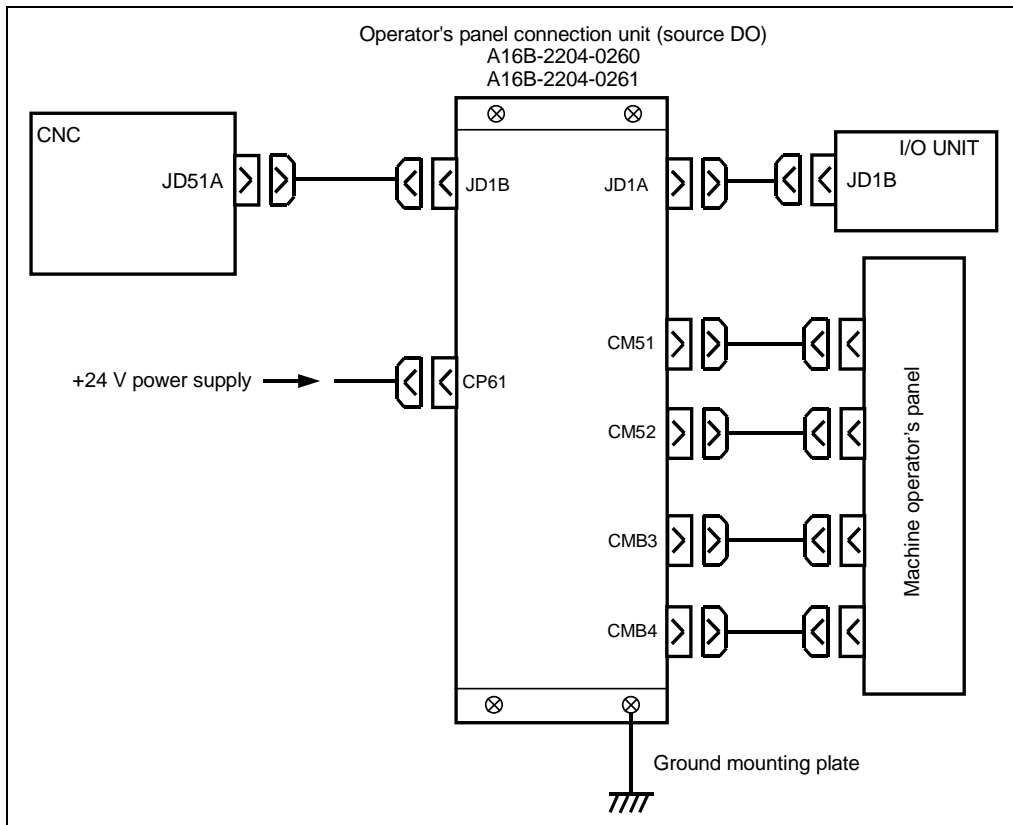 Operator's panel connection unit (source DO)
A16B-2204-0260
A16B-2204-0261
CNC
JD51A
JD1B
JD1A
I/O UNIT
JD1B
+24 V power supply
CP61
CM51
CM52
CMB3
CMB4
Machine operator's panel
Ground mounting plate